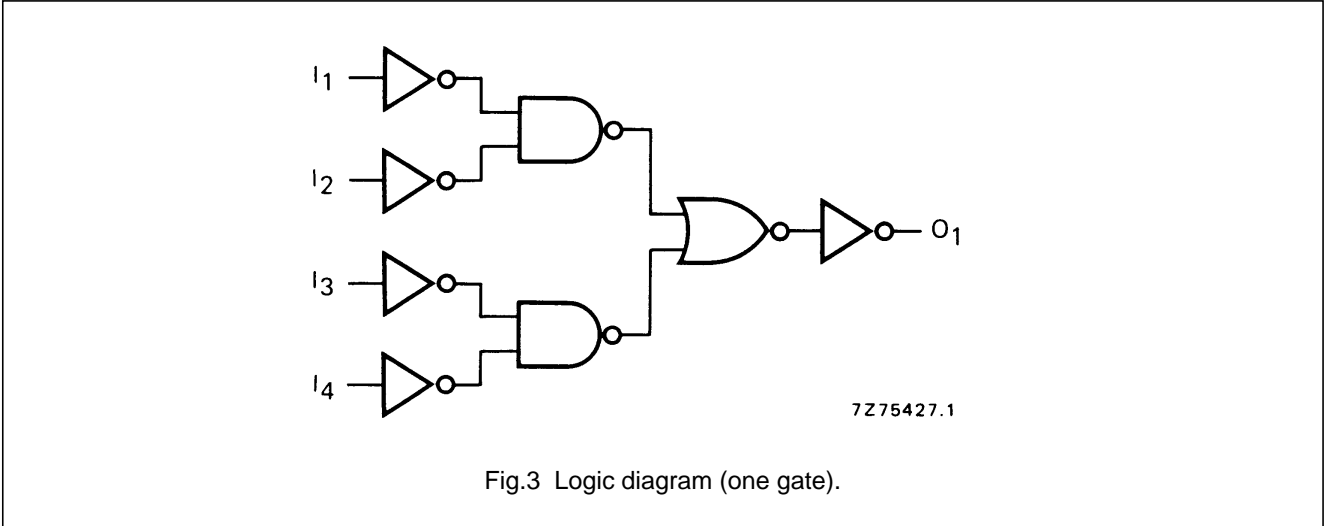 I1
I2
I3
I4
O1
7Z75427.1
Fig.3 Logic diagram (one gate).